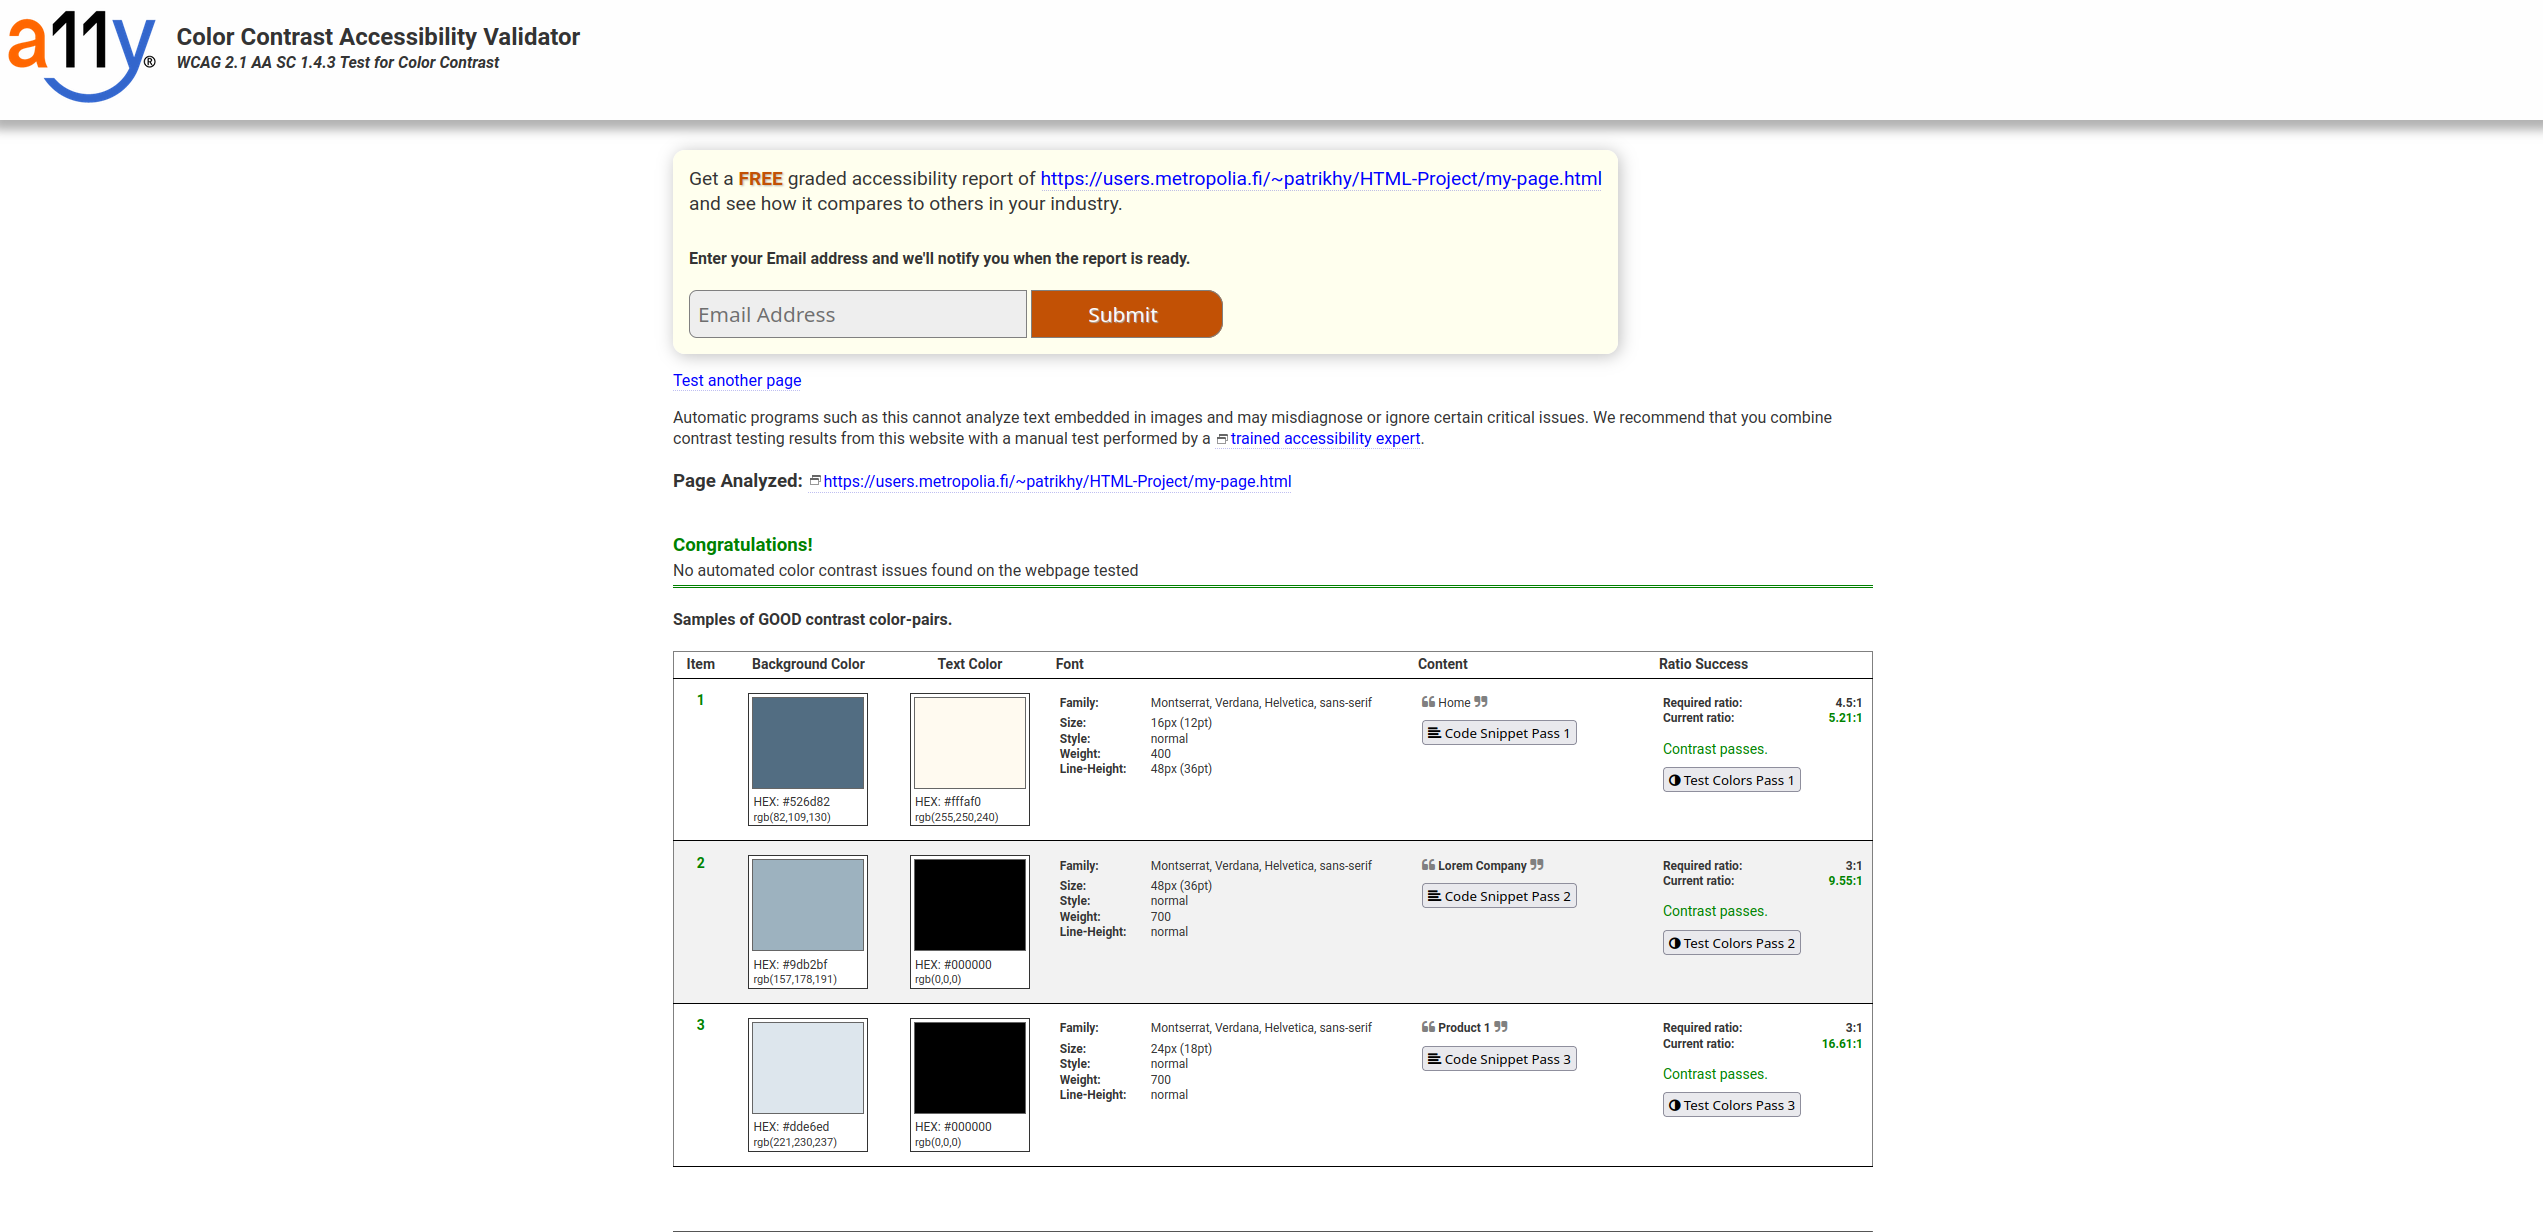 a11y®
Color Contrast Accessibility Validator
WCAG 2.1 AA SC 1.4.3 Test for Color Contrast
Get a FREE graded accessibility report of https://users.metropolia.fi/~patrikhy/HTML-Project/my-page.html
and see how it compares to others in your industry.
Enter your Email address and we'll notify you when the report is ready.
Email Address Submit
Test another page
Automatic programs such as this cannot analyze text embedded in images and may misdiagnose or ignore certain critical issues. We recommend that you combine
contrast testing results from this website with a manual test performed by a trained accessibility expert.
Page Analyzed: https://users.metropolia.fi/~patrikhy/HTML-Project/my-page.html
Congratulations!
No automated color contrast issues found on the webpage tested
Samples of GOOD contrast color-pairs.
Item Background Color Text Color Font Content Ratio Success
1
HEX: #526d82
rgb(82,109,130)
HEX: #fffaf0
rgb(255,250,240)
Family: Montserrat, Verdana, Helvetica, sans-serif
Size: 16px (12pt)
Style: normal
Weight: 400
Line-Height: 48px (36pt)
❝ Home ❞
Code Snippet Pass 1
Required ratio: 4.5:1
Current ratio: 5.21:1
Contrast passes.
Test Colors Pass 1
2
HEX: #9db2bf
rgb(157,178,191)
HEX: #000000
rgb(0,0,0)
Family: Montserrat, Verdana, Helvetica, sans-serif
Size: 48px (36pt)
Style: normal
Weight: 700
Line-Height: normal
❝ Lorem Company ❞
Code Snippet Pass 2
Required ratio: 3:1
Current ratio: 9.55:1
Contrast passes.
Test Colors Pass 2
3
HEX: #dde6ed
rgb(221,230,237)
HEX: #000000
rgb(0,0,0)
Family: Montserrat, Verdana, Helvetica, sans-serif
Size: 24px (18pt)
Style: normal
Weight: 700
Line-Height: normal
❝ Product 1 ❞
Code Snippet Pass 3
Required ratio: 3:1
Current ratio: 16.61:1
Contrast passes.
Test Colors Pass 3